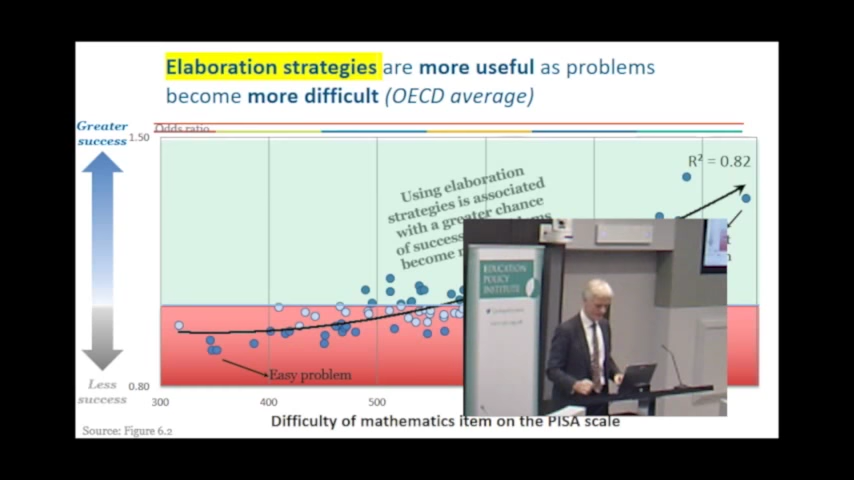 Elaboration strategies are more useful as problems
become more difficult (OECD average)
Greater
success
1.50
Odds ratio
R² = 0.82
Using elaboration
strategies is associated
with a greater chance
of success
become
EDUCATION
POLICY
INSTITUTE
Easy problem
Less
success
0.80
300
400
500
Difficulty of mathematics item on the PISA scale
Source: Figure 6.2